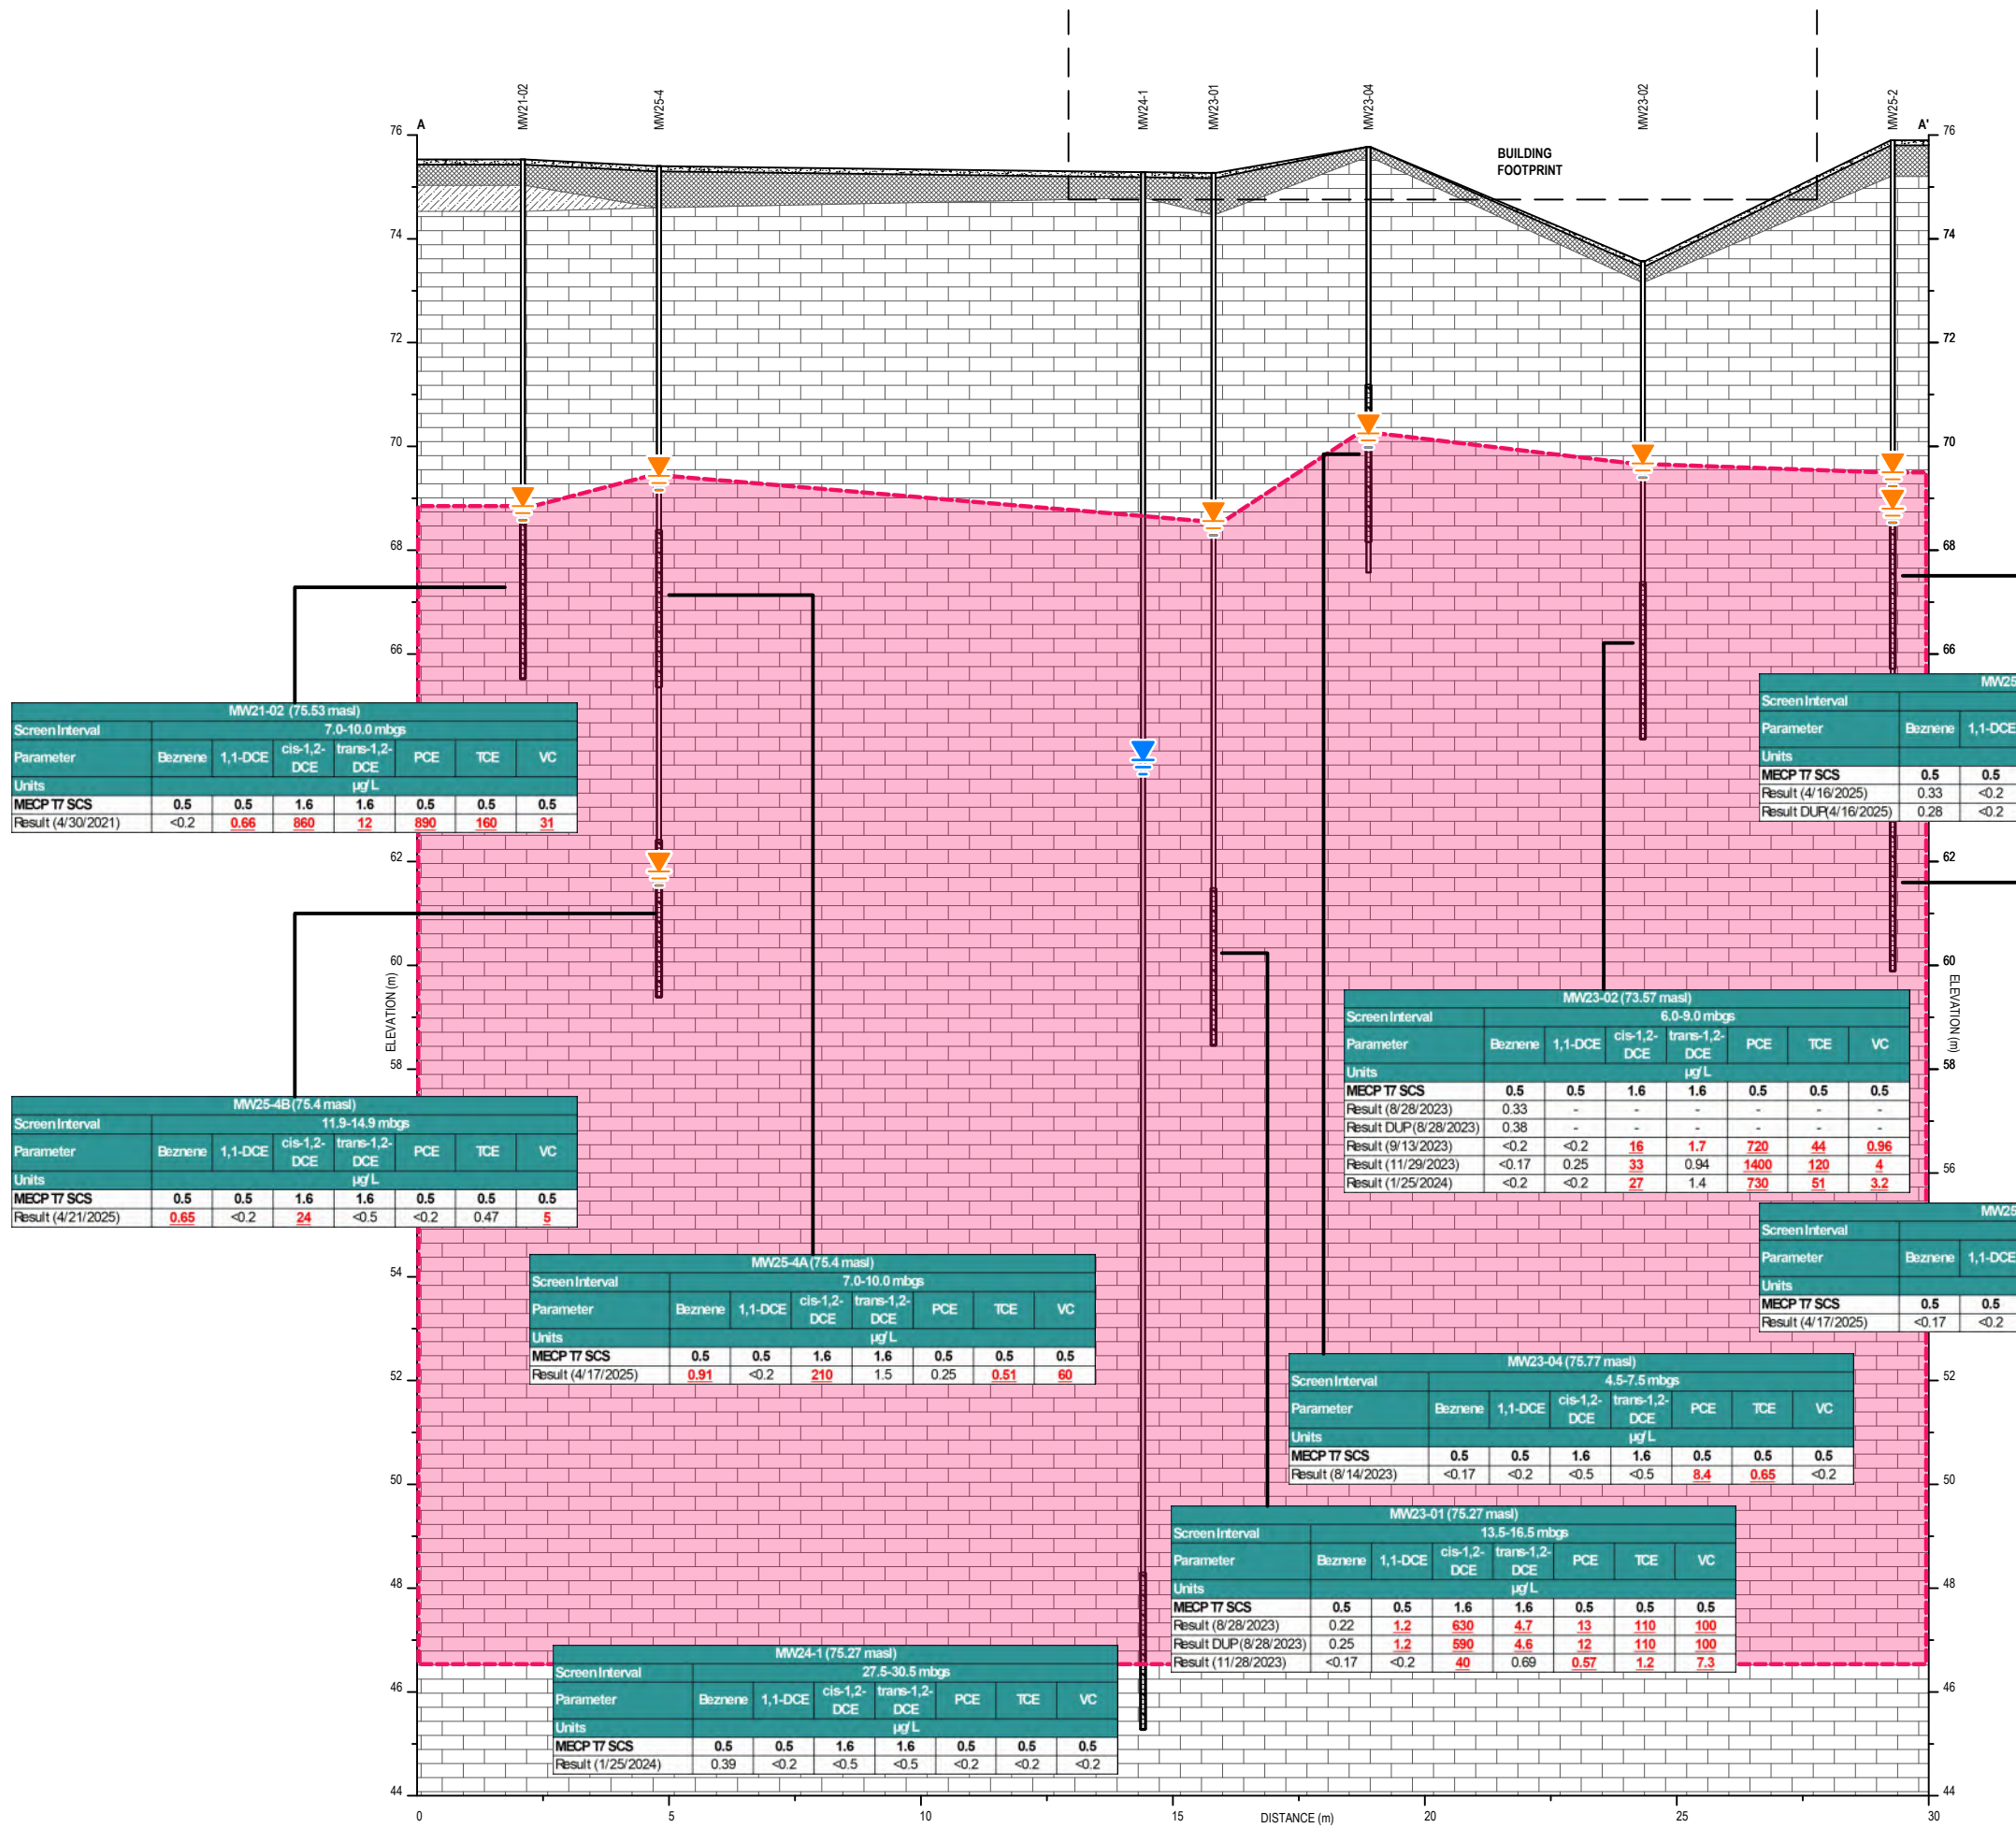 MW21-02
MW25-4
MW24-1
MW23-01
MW23-04
MW23-02
MW25-2
A
A'
BUILDING
FOOTPRINT
76
74
72
70
68
66
62
60
58
54
52
50
48
46
44
ELEVATION (m)
76
74
72
70
68
66
62
60
58
56
52
50
48
46
44
ELEVATION (m)
0
5
10
15
20
25
30
DISTANCE (m)
MW21-02 (75.53 masl)
Screen Interval 7.0-10.0 mbgs
Parameter Beznene 1,1-DCE cis-1,2-DCE trans-1,2-DCE PCE TCE VC
Units µg/L
MECP T7 SCS 0.5 0.5 1.6 1.6 0.5 0.5 0.5
Result (4/30/2021) <0.2 0.66 860 12 890 160 31
MW25
Screen Interval
Parameter Beznene 1,1-DCE
Units
MECP T7 SCS 0.5 0.5
Result (4/16/2025) 0.33 <0.2
Result DUP(4/16/2025) 0.28 <0.2
MW23-02 (73.57 masl)
Screen Interval 6.0-9.0 mbgs
Parameter Beznene 1,1-DCE cis-1,2-DCE trans-1,2-DCE PCE TCE VC
Units µg/L
MECP T7 SCS 0.5 0.5 1.6 1.6 0.5 0.5 0.5
Result (8/28/2023) 0.33 - - - - - -
Result DUP(8/28/2023) 0.38 - - - - - -
Result (9/13/2023) <0.2 <0.2 16 1.7 720 44 0.96
Result (11/29/2023) <0.17 0.25 33 0.94 1400 120 4
Result (1/25/2024) <0.2 <0.2 27 1.4 730 51 3.2
MW25-4B (75.4 masl)
Screen Interval 11.9-14.9 mbgs
Parameter Beznene 1,1-DCE cis-1,2-DCE trans-1,2-DCE PCE TCE VC
Units µg/L
MECP T7 SCS 0.5 0.5 1.6 1.6 0.5 0.5 0.5
Result (4/21/2025) 0.65 <0.2 24 <0.5 <0.2 0.47 5
MW25
Screen Interval
Parameter Beznene 1,1-DCE
Units
MECP T7 SCS 0.5 0.5
Result (4/17/2025) <0.17 <0.2
MW25-4A (75.4 masl)
Screen Interval 7.0-10.0 mbgs
Parameter Beznene 1,1-DCE cis-1,2-DCE trans-1,2-DCE PCE TCE VC
Units µg/L
MECP T7 SCS 0.5 0.5 1.6 1.6 0.5 0.5 0.5
Result (4/17/2025) 0.91 <0.2 210 1.5 0.25 0.51 60
MW23-04 (75.77 masl)
Screen Interval 4.5-7.5 mbgs
Parameter Beznene 1,1-DCE cis-1,2-DCE trans-1,2-DCE PCE TCE VC
Units µg/L
MECP T7 SCS 0.5 0.5 1.6 1.6 0.5 0.5 0.5
Result (8/14/2023) <0.17 <0.2 <0.5 <0.5 8.4 0.65 <0.2
MW23-01 (75.27 masl)
Screen Interval 13.5-16.5 mbgs
Parameter Beznene 1,1-DCE cis-1,2-DCE trans-1,2-DCE PCE TCE VC
Units µg/L
MECP T7 SCS 0.5 0.5 1.6 1.6 0.5 0.5 0.5
Result (8/28/2023) 0.22 1.2 630 4.7 13 110 100
Result DUP(8/28/2023) 0.25 1.2 590 4.6 12 110 100
Result (11/28/2023) <0.17 <0.2 40 0.69 0.57 1.2 7.3
MW24-1 (75.27 masl)
Screen Interval 27.5-30.5 mbgs
Parameter Beznene 1,1-DCE cis-1,2-DCE trans-1,2-DCE PCE TCE VC
Units µg/L
MECP T7 SCS 0.5 0.5 1.6 1.6 0.5 0.5 0.5
Result (1/25/2024) 0.39 <0.2 <0.5 <0.5 <0.2 <0.2 <0.2